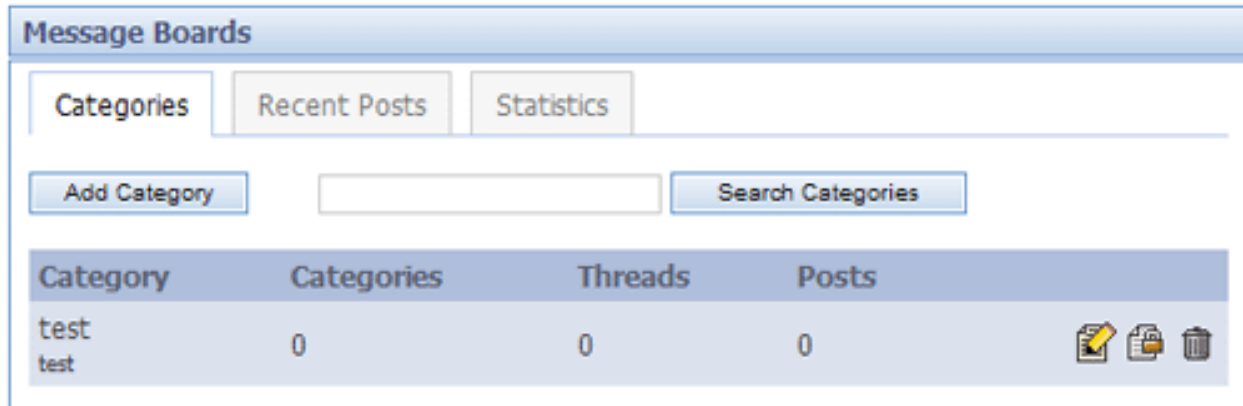 Message Boards
Categories Recent Posts Statistics
Add Category Search Categories
Category Categories Threads Posts
test 0 0 0
test